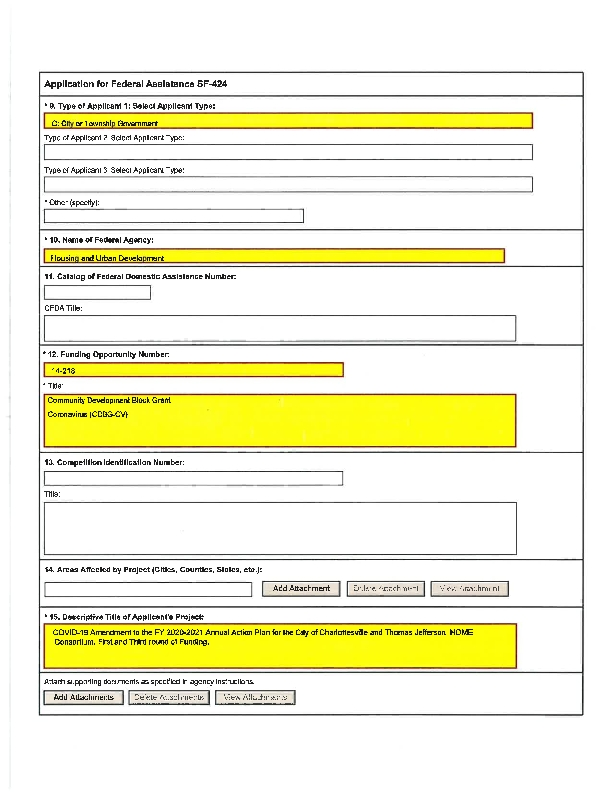 Application for Federal Assistance SF-424
* 9. Type of Applicant 1: Select Applicant Type:
C: City or Township Government
Type of Applicant 2: Select Applicant Type:
Type of Applicant 3: Select Applicant Type:
* Other (specify):
* 10. Name of Federal Agency:
Housing and Urban Development
11. Catalog of Federal Domestic Assistance Number:
CFDA Title:
* 12. Funding Opportunity Number:
14-218
* Title:
Community Development Block Grant
Coronavirus (CDBG-CV)
13. Competition Identification Number:
Title:
14. Areas Affected by Project (Cities, Counties, States, etc.):
Add Attachment Delete Attachment View Attachment
* 15. Descriptive Title of Applicant's Project:
COVID-19 Amendment to the FY 2020-2021 Annual Action Plan for the City of Charlottesville and Thomas Jefferson. HOME
Consortium. First and Third round of Funding.
Attach supporting documents as specified in agency instructions.
Add Attachments Delete Attachments View Attachments